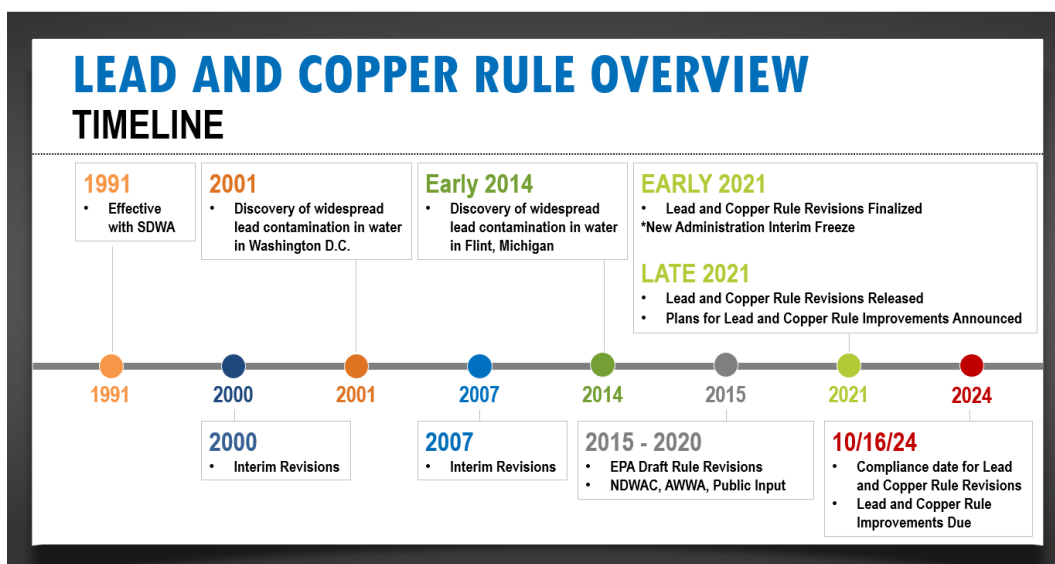 LEAD AND COPPER RULE OVERVIEW
TIMELINE
1991
• Effective
with SDWA
2001
• Discovery of widespread
lead contamination in water
in Washington D.C.
Early 2014
• Discovery of widespread
lead contamination in water
in Flint, Michigan
EARLY 2021
• Lead and Copper Rule Revisions Finalized
*New Administration Interim Freeze
LATE 2021
• Lead and Copper Rule Revisions Released
• Plans for Lead and Copper Rule Improvements Announced
1991
2000
2001
2007
2014
2015
2021
2024
2000
• Interim Revisions
2007
• Interim Revisions
2015 - 2020
• EPA Draft Rule Revisions
• NDWAC, AWWA, Public Input
10/16/24
• Compliance date for Lead
and Copper Rule Revisions
• Lead and Copper Rule
Improvements Due